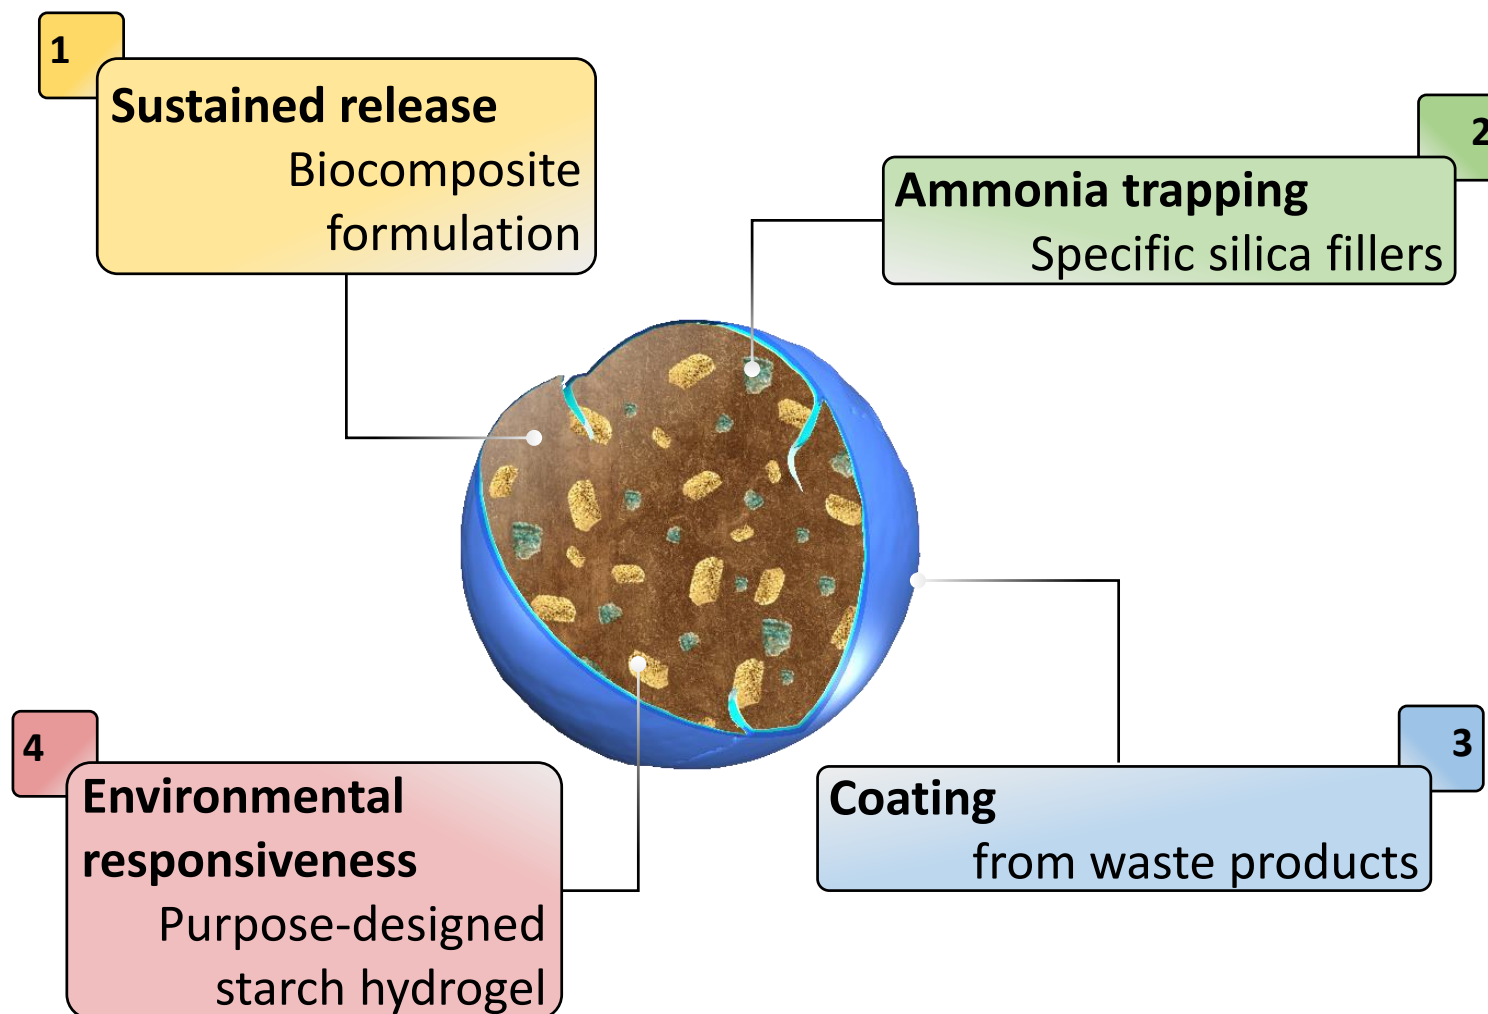 1
Sustained release
Biocomposite
formulation
2
Ammonia trapping
Specific silica fillers
3
Coating
from waste products
4
Environmental
responsiveness
Purpose-designed
starch hydrogel